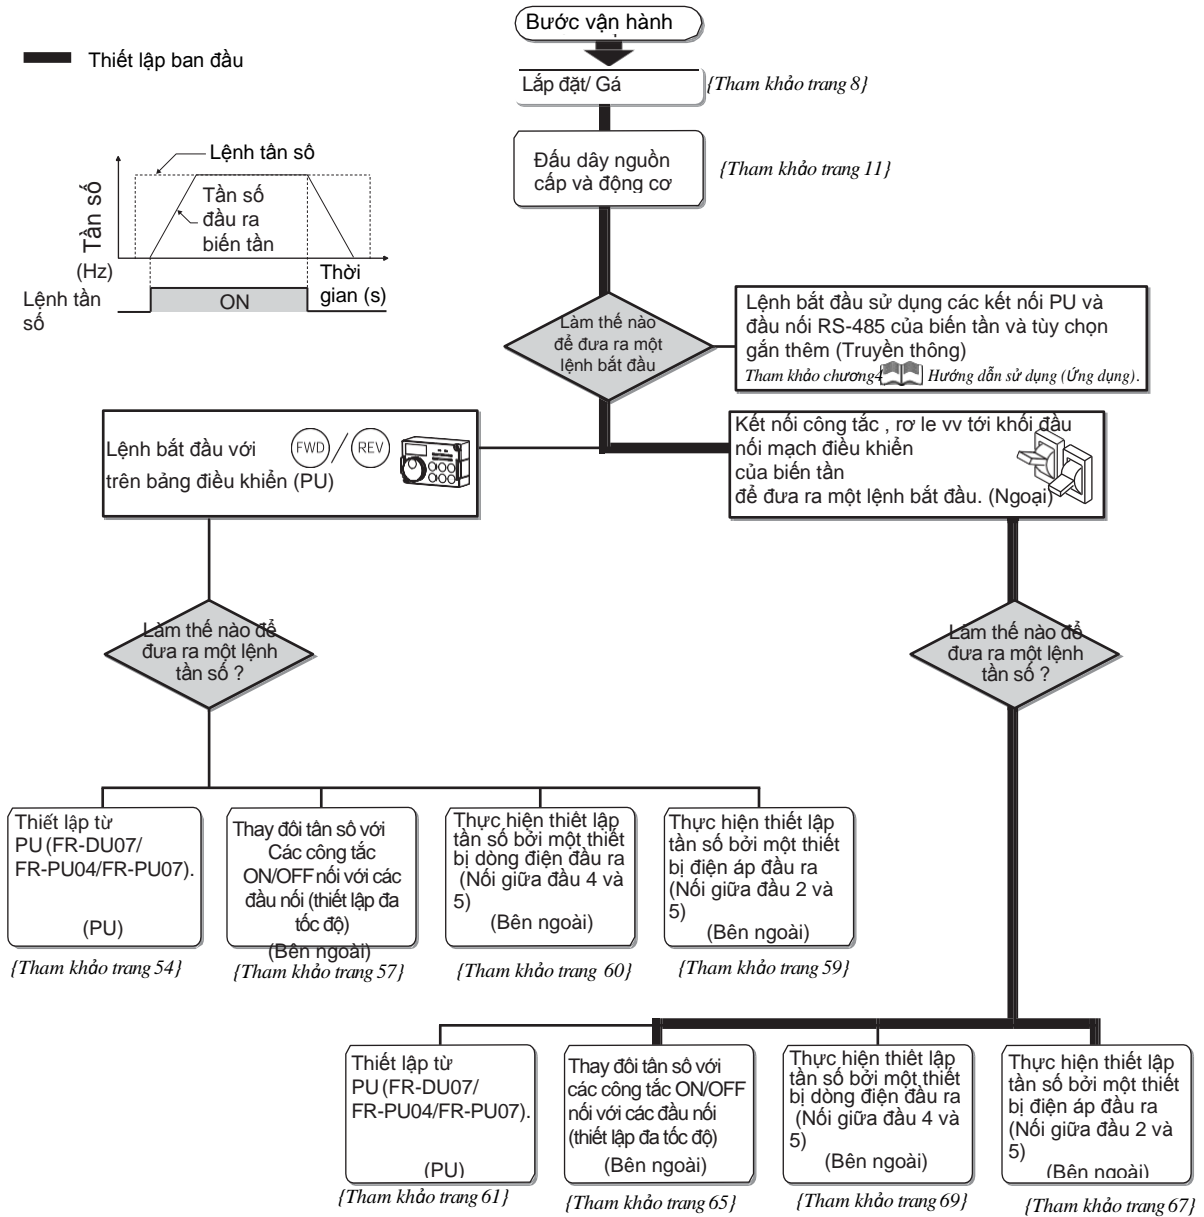 Bước vận hành
Thiết lập ban đầu
Lắp đặt/ Gá
{Tham khảo trang 8}
Đấu dây nguồn
cấp và động cơ
{Tham khảo trang 11}
Lệnh tân số
Tần số
Tần số
đầu ra
biến tần
(Hz)
Thời
gian (s)
Lệnh tần
số
ON
Làm thế nào
để đưa ra một
lệnh bắt đầu
Lệnh bắt đầu sử dụng các kết nối PU và
đầu nối RS-485 của biến tần và tùy chọn
gắn thêm (Truyền thông)
Tham khảo chương4 Hướng dẫn sử dụng (Ứng dụng).
Lệnh bắt đầu với FWD / REV
trên bảng điều khiển (PU)
Kết nối công tắc , rơ le vv tới khối đầu
nối mạch điều khiển
của biến tần
để đưa ra một lệnh bắt đầu. (Ngoại)
Làm thế nào để
đưa ra một lệnh
tần số ?
Làm thế nào để
đưa ra một lệnh
tần số ?
Thiết lập từ
PU (FR-DU07/
FR-PU04/FR-PU07).
(PU)
{Tham khảo trang 54}
Thay đôi tân sô với
Các công tắc
ON/OFF nối với các
đầu nối (thiết lập đa
tốc độ)
(Bên ngoài)
{Tham khảo trang 57}
Thực hiện thiêt lập
tần số bởi một thiết
bị dòng điện đầu ra
(Nối giữa đầu 4 và
5)
(Bên ngoài)
{Tham khảo trang 60}
Thực hiện thiết lập
tần số bởi một thiết
bị điện áp đầu ra
(Nối giữa đầu 2 và
5)
(Bên ngoài)
{Tham khảo trang 59}
Thiết lập từ
PU (FR-DU07/
FR-PU04/FR-PU07).
(PU)
{Tham khảo trang 61}
Thay đôi tân sô với
các công tắc ON/OFF
nối với các đầu nối
(thiết lập đa tốc độ)
(Bên ngoài)
{Tham khảo trang 65}
Thực hiện thiêt lập
tần số bởi một thiết
bị dòng điện đầu ra
(Nối giữa đầu 4 và
5)
(Bên ngoài)
{Tham khảo trang 69}
Thực hiện thiết lập
tần số bởi một thiết
bị điện áp đầu ra
(Nối giữa đầu 2 và
5)
(Bên ngoài)
{Tham khảo trang 67}